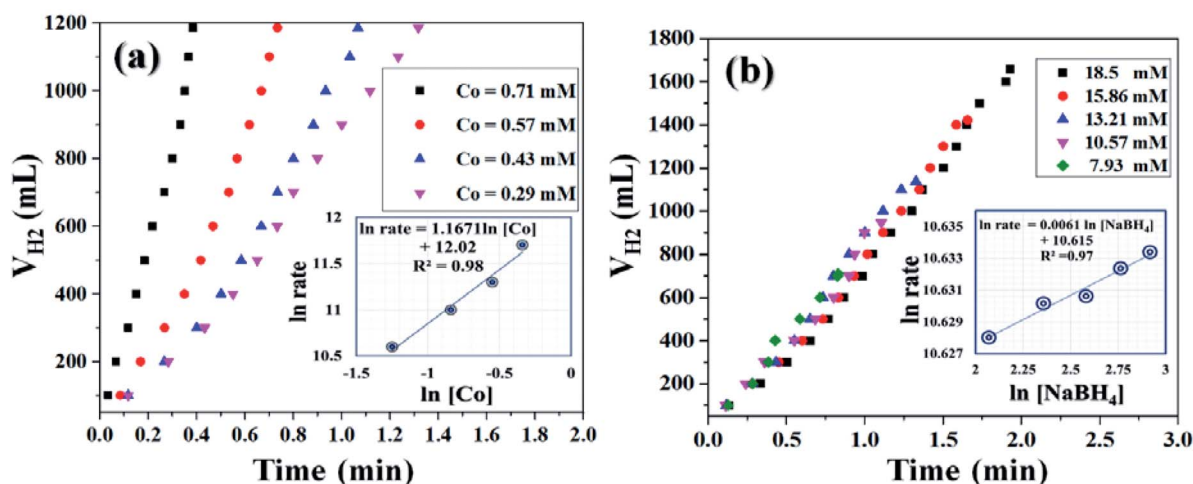 (a)
1200
1000
800
600
400
200
V_H2 (mL)
0.0 0.2 0.4 0.6 0.8 1.0 1.2 1.4 1.6 1.8 2.0
Time (min)
Co = 0.71 mM
Co = 0.57 mM
Co = 0.43 mM
Co = 0.29 mM
ln rate = 1.1671ln [Co]
+ 12.02
R² = 0.98
12
11.5
11.0
10.5
ln rate
-1.5 -1 -0.5 0
ln [Co]
(b)
1800
1600
1400
1200
1000
800
600
400
200
0
V_H2 (mL)
0.0 0.5 1.0 1.5 2.0 2.5 3.0
Time (min)
18.5 mM
15.86 mM
13.21 mM
10.57 mM
7.93 mM
ln rate = 0.0061 ln [NaBH₄]
+ 10.615
R² =0.97
10.635
10.633
10.631
10.629
10.627
ln rate
2 2.25 2.5 2.75 3
ln [NaBH₄]